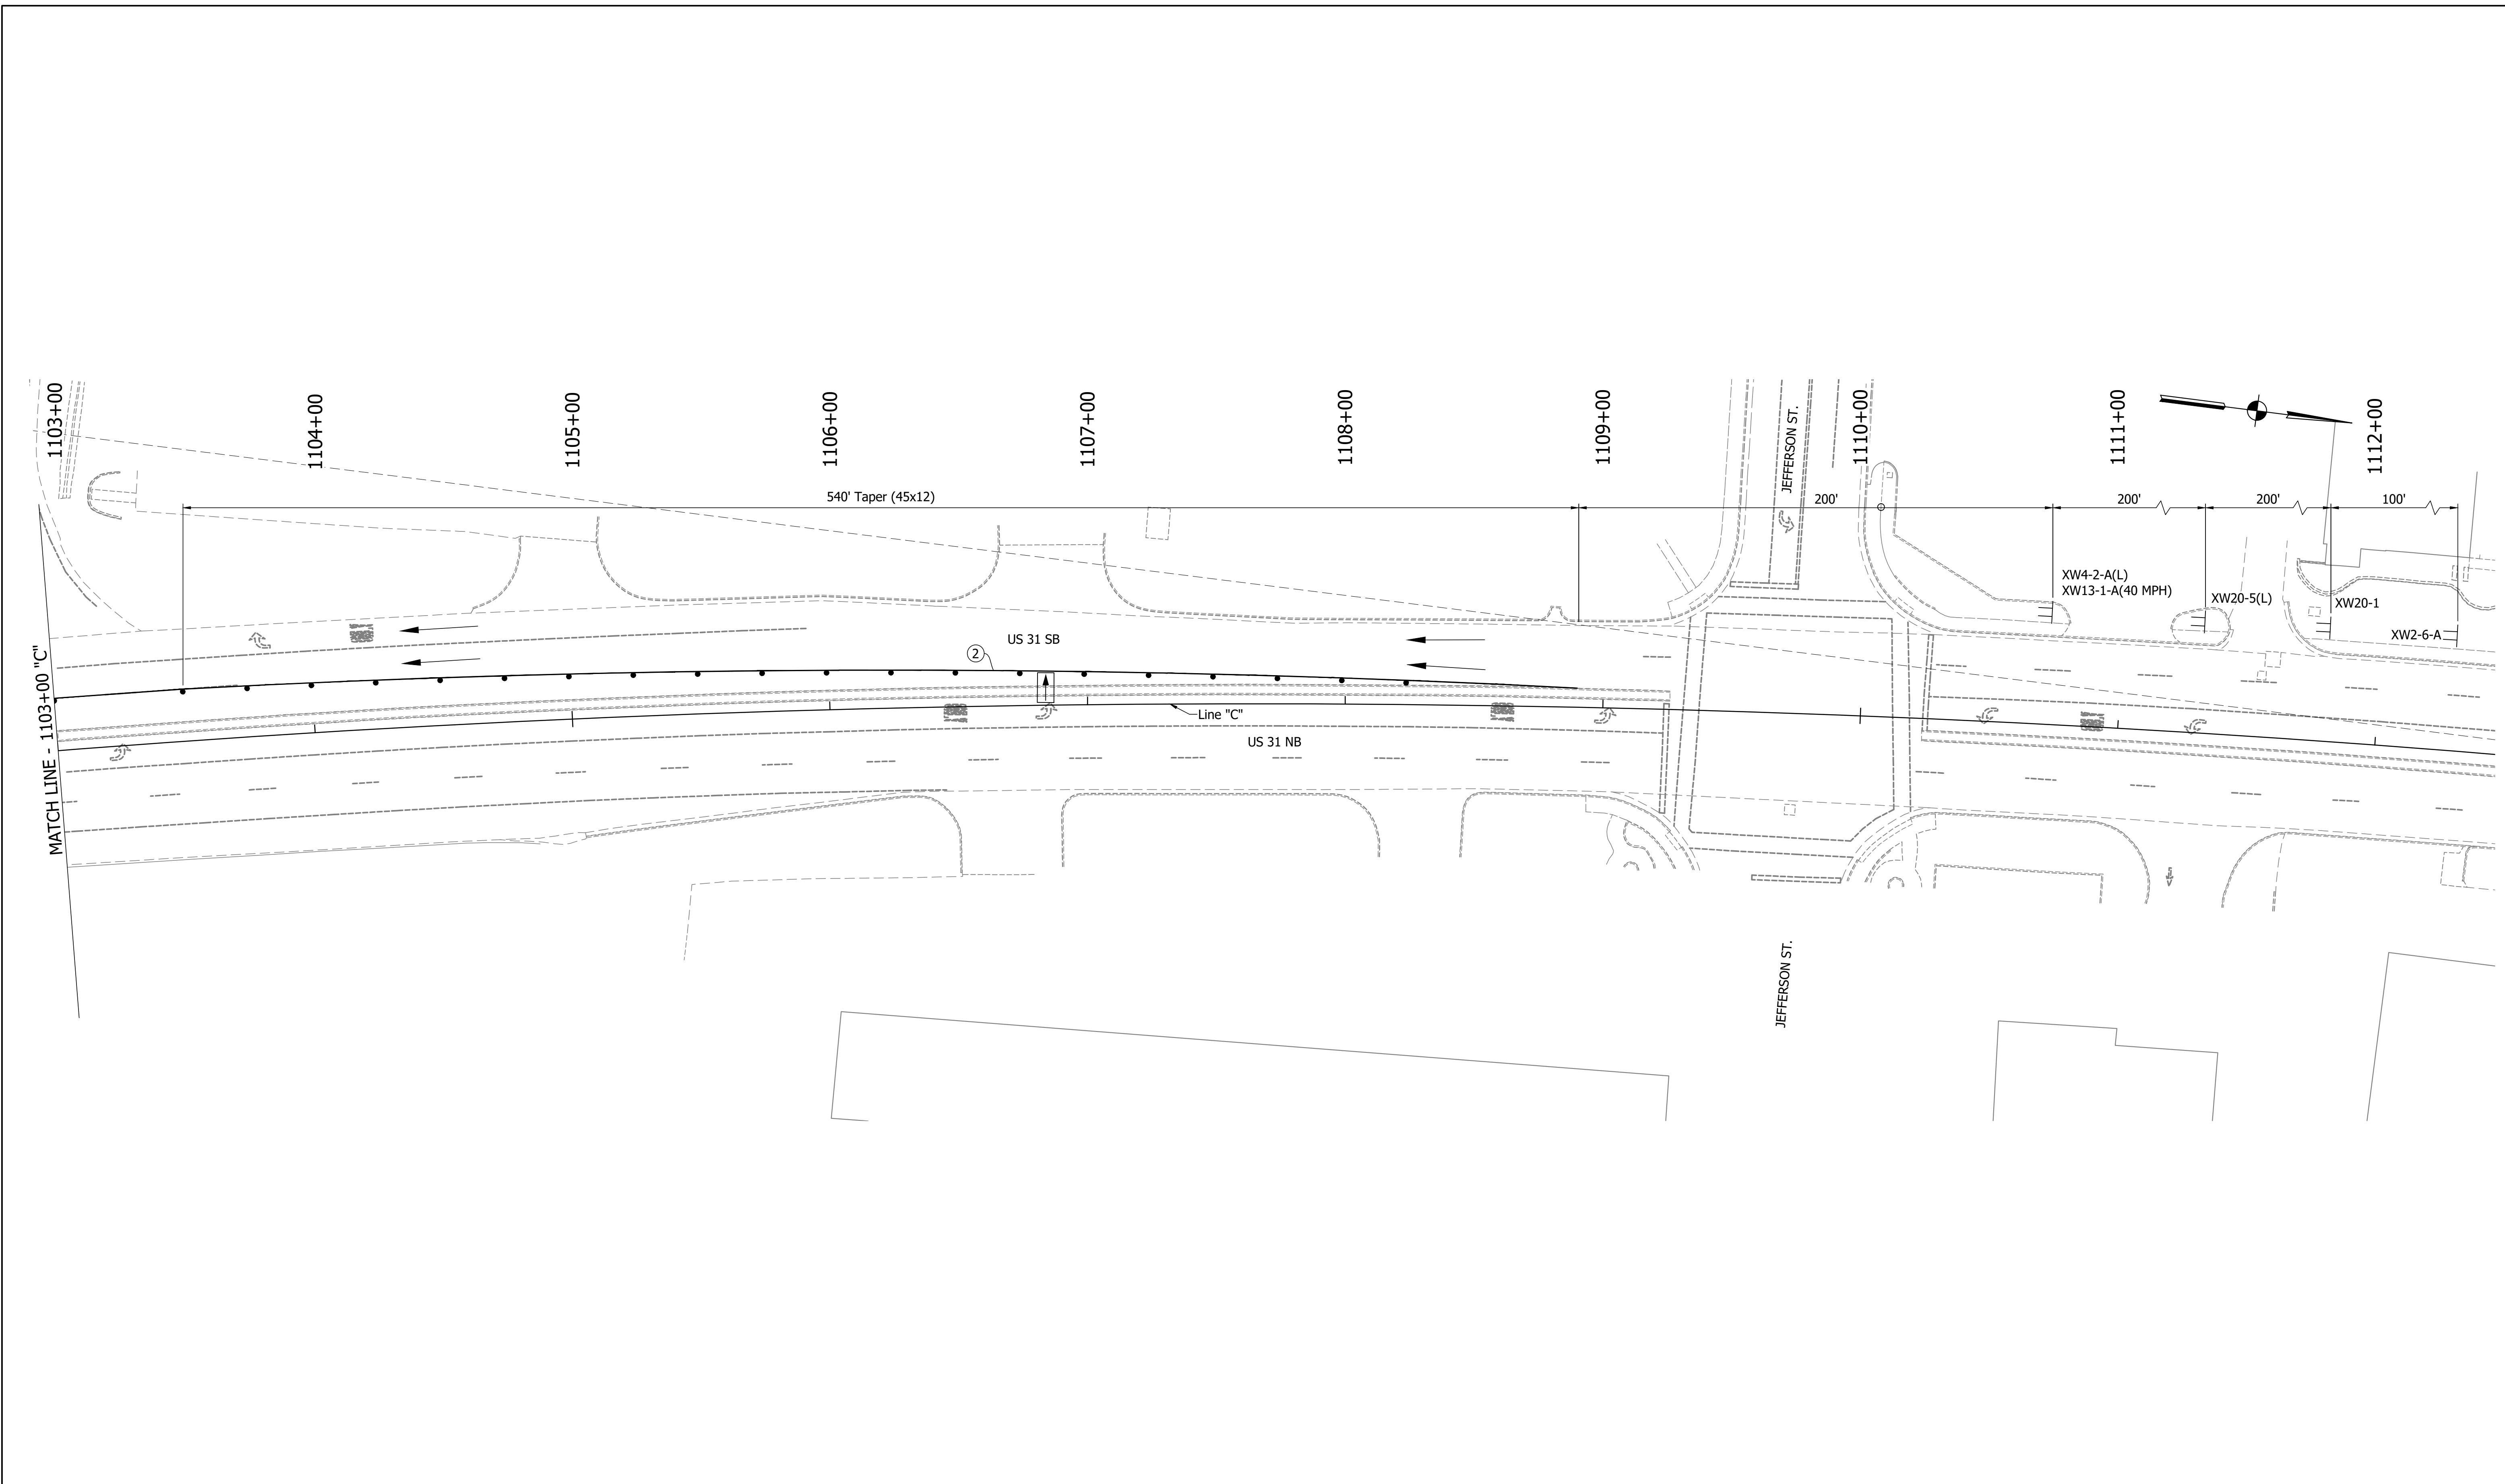 1103+00
1104+00
1105+00
1106+00
1107+00
1108+00
1109+00
1110+00
1111+00
1112+00
JEFFERSON ST.
540' Taper (45x12)
200'
200'
200'
100'
XW4-2-A(L)
XW13-1-A(40 MPH)
XW20-5(L)
XW20-1
XW2-6-A
US 31 SB
2
Line "C"
US 31 NB
MATCH LINE - 1103+00 "C"
JEFFERSON ST.